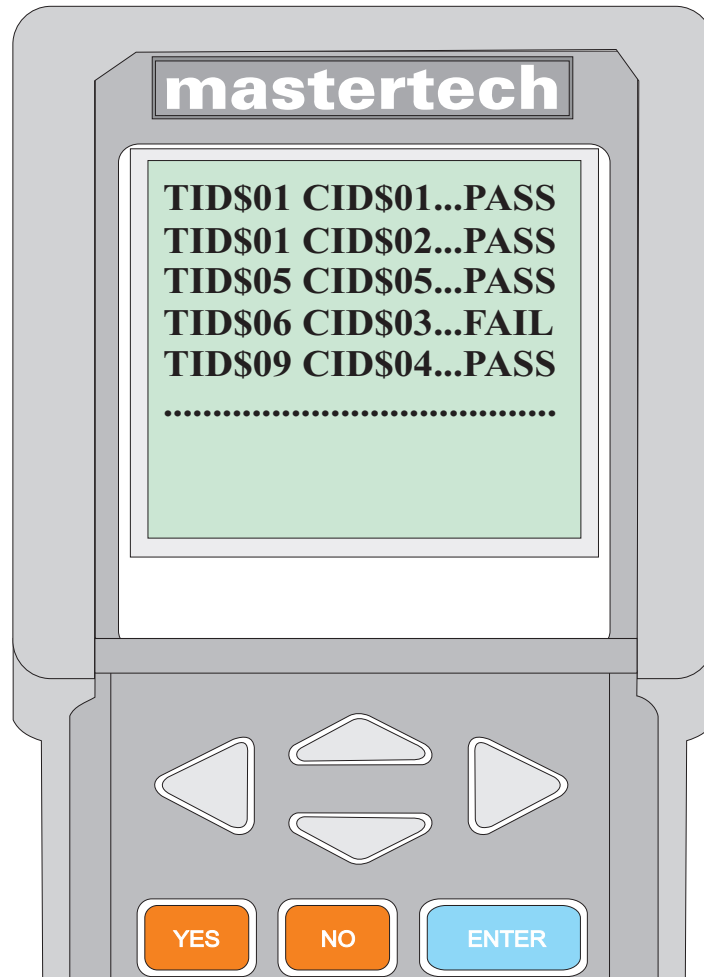 mastertech
TID$01 CID$01...PASS
TID$01 CID$02...PASS
TID$05 CID$05...PASS
TID$06 CID$03...FAIL
TID$09 CID$04...PASS
........................................
YES NO ENTER